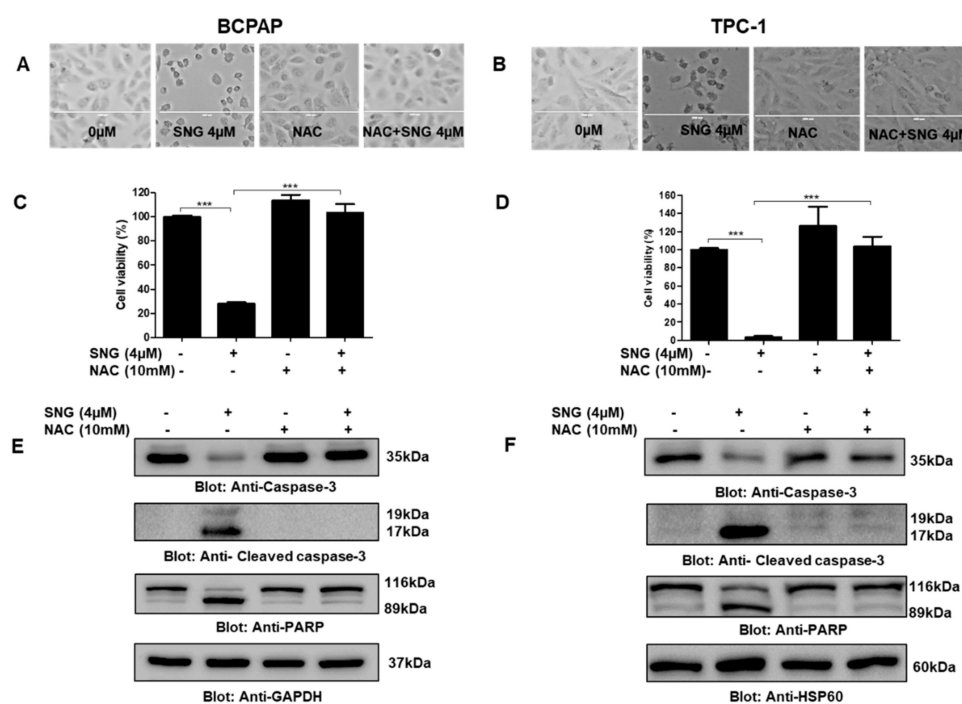 BCPAP
TPC-1
A
0µM
SNG 4µM
NAC
NAC+SNG 4µM
B
0µM
SNG 4µM
NAC
NAC+SNG 4µM
C
Cell viability (%)
120
100
80
60
40
20
0
***
***
SNG (4µM) - + - +
NAC (10mM) - - + +
D
Cell viability (%)
160
140
120
100
80
60
40
20
0
***
***
SNG (4µM) - + - +
NAC (10mM)- - + +
E
SNG (4µM) - + - +
NAC (10mM) - - + +
35kDa
Blot: Anti-Caspase-3
19kDa
17kDa
Blot: Anti- Cleaved caspase-3
116kDa
89kDa
Blot: Anti-PARP
37kDa
Blot: Anti-GAPDH
F
SNG (4µM) - + - +
NAC (10mM) - - + +
35kDa
Blot: Anti-Caspase-3
19kDa
17kDa
Blot: Anti- Cleaved caspase-3
116kDa
89kDa
Blot: Anti-PARP
60kDa
Blot: Anti-HSP60